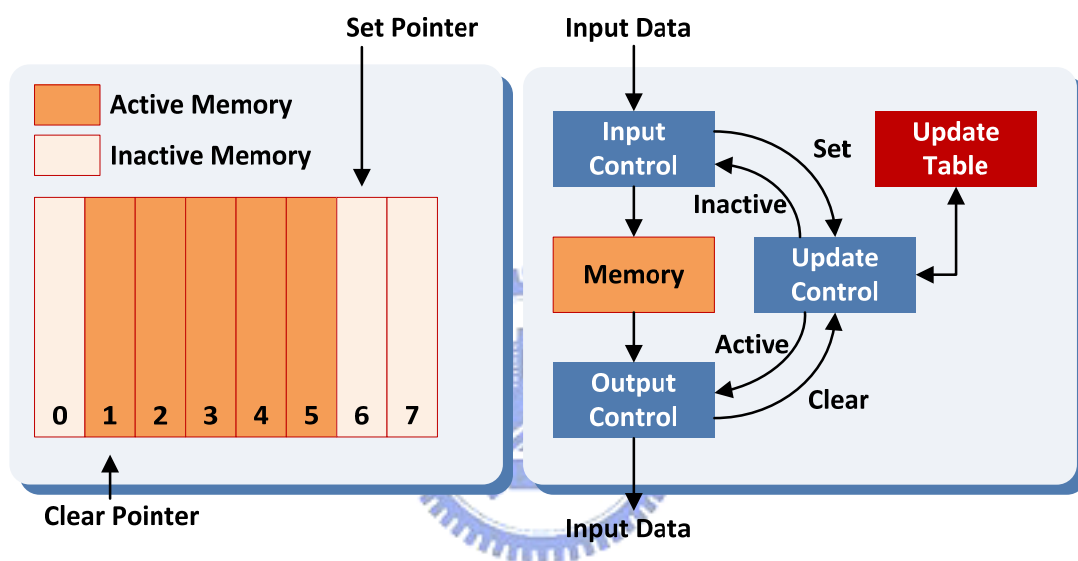 Set Pointer
Active Memory
Inactive Memory
0 1 2 3 4 5 6 7
Clear Pointer
Input Data
Input
Control
Set
Update
Table
Inactive
Memory
Update
Control
Active
Output
Control
Clear
Input Data